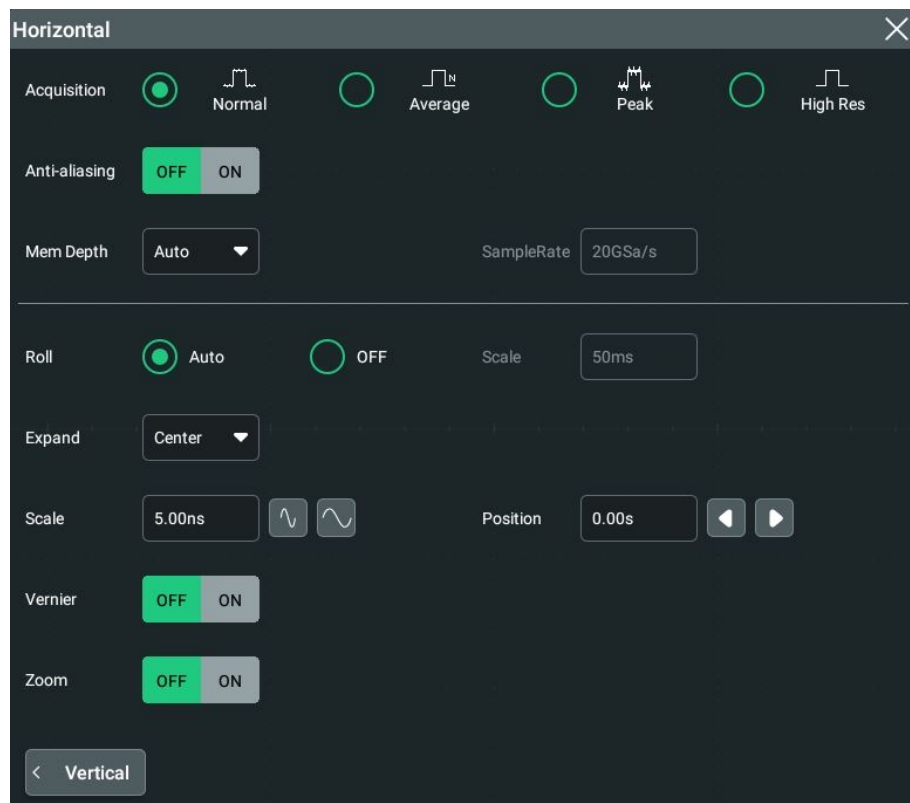 Horizontal
Acquisition Normal N Average Peak High Res
Anti-aliasing OFF ON
Mem Depth Auto SampleRate 20GSa/s
Roll Auto OFF Scale 50ms
Expand Center
Scale 5.00ns Position 0.00s
Vernier OFF ON
Zoom OFF ON
< Vertical